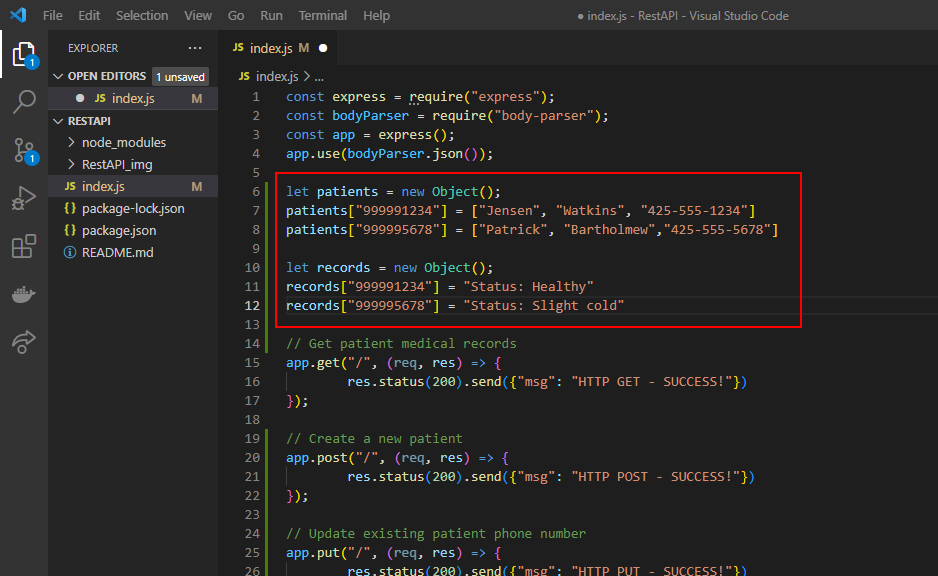 File Edit Selection View Go Run Terminal Help
● index.js - RestAPI - Visual Studio Code
EXPLORER ...
OPEN EDITORS 1 unsaved
● JS index.js M
RESTAPI
node_modules
RestAPI_img
JS index.js M
{} package-lock.json
{} package.json
README.md
1
1
JS index.js M ●
JS index.js > ...
1 const express = require("express");
2 const bodyParser = require("body-parser");
3 const app = express();
4 app.use(bodyParser.json());
5
6 let patients = new Object();
7 patients["999991234"] = ["Jensen", "Watkins", "425-555-1234"]
8 patients["999995678"] = ["Patrick", "Bartholmew","425-555-5678"]
9
10 let records = new Object();
11 records["999991234"] = "Status: Healthy"
12 records["999995678"] = "Status: Slight cold"
13
14 // Get patient medical records
15 app.get("/", (req, res) => {
16 res.status(200).send({"msg": "HTTP GET - SUCCESS!"})
17 });
18
19 // Create a new patient
20 app.post("/", (req, res) => {
21 res.status(200).send({"msg": "HTTP POST - SUCCESS!"})
22 });
23
24 // Update existing patient phone number
25 app.put("/", (req, res) => {
26 res.status(200).send({"msg": "HTTP PUT - SUCCESS!"})